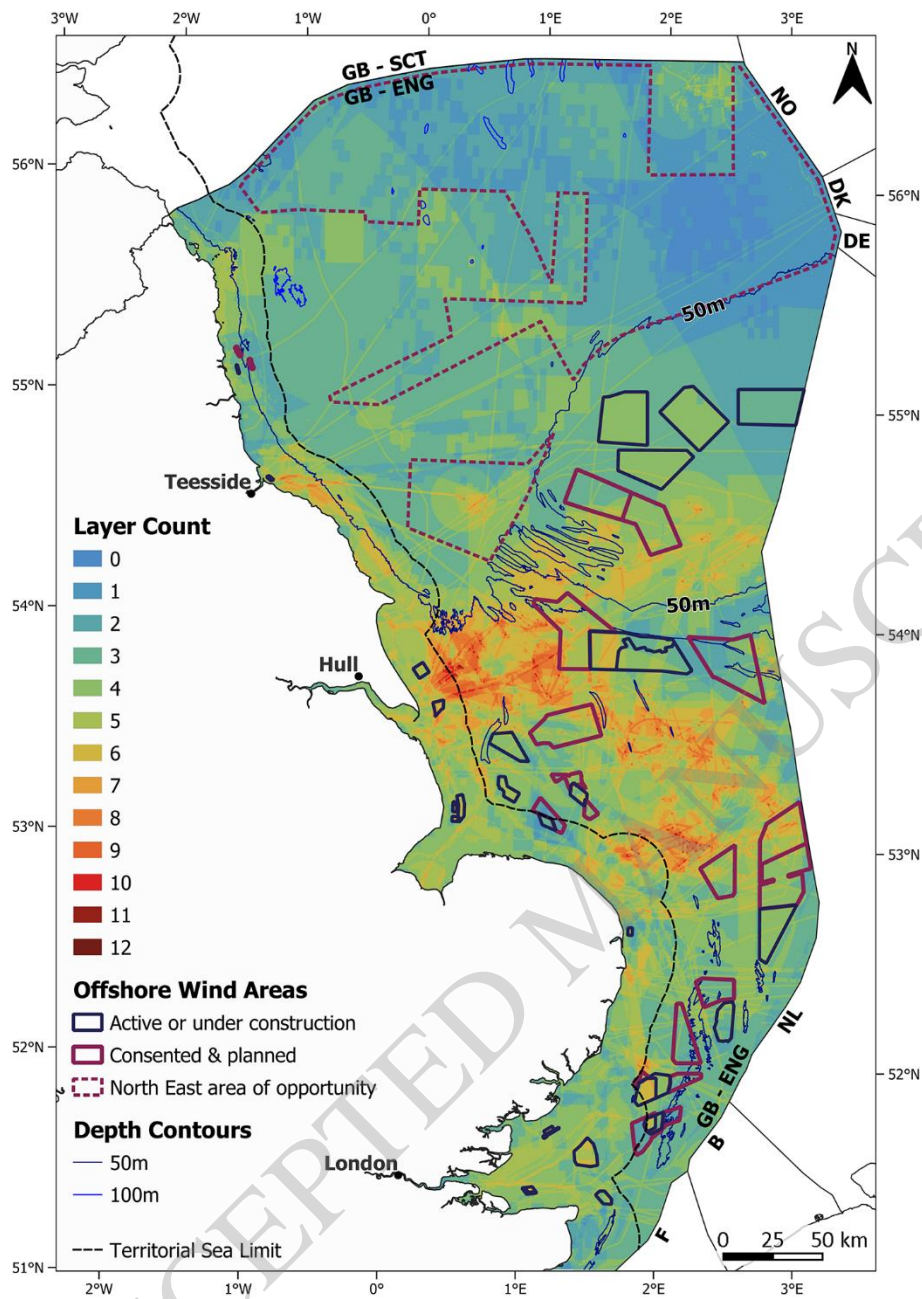 3°W 2°W 1°W 0° 1°E 2°E 3°E
GB - SCT
GB - ENG
N
NO
DK
DE
56°N
56°N
50m
55°N
55°N
Teesside
Layer Count
0
1
2
3
4
5
6
7
8
9
10
11
12
54°N
50m
54°N
Hull
53°N
53°N
Offshore Wind Areas
Active or under construction
Consented & planned
North East area of opportunity
NL
GB - ENG
B
F
52°N
52°N
Depth Contours
50m
100m
London
Territorial Sea Limit
0 25 50 km
51°N
51°N
2°W 1°W 0° 1°E 2°E 3°E
CEPTED MANUSC